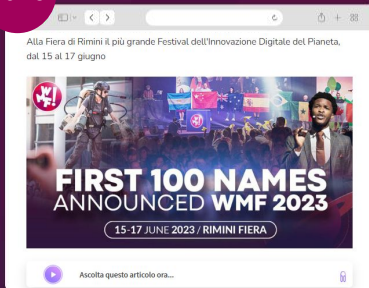 Alla Fiera di Rimini il più grande Festival dell'Innovazione Digitale del Pianeta,
dal 15 al 17 giugno
FIRST 100 NAMES
ANNOUNCED WMF 2023
15-17 JUNE 2023 / RIMINI FIERA
Ascolta questo articolo ora...